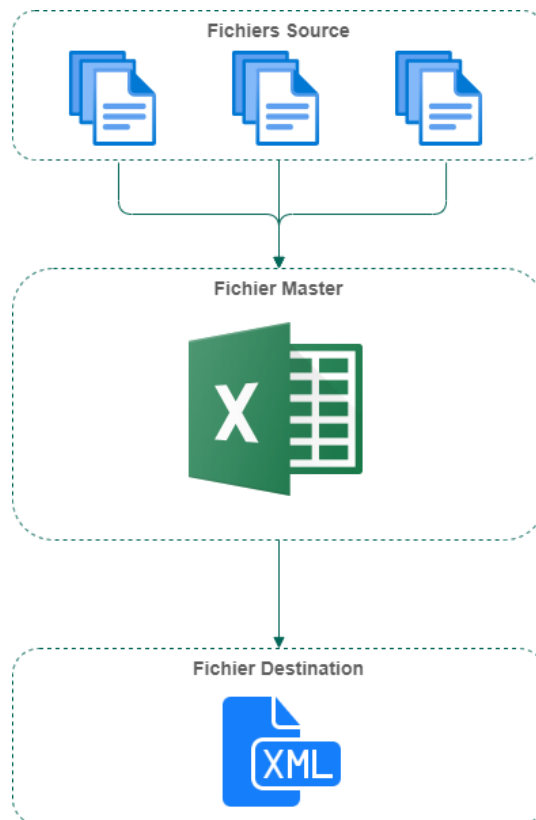 Fichiers Source
Fichier Master
X
Fichier Destination
XML